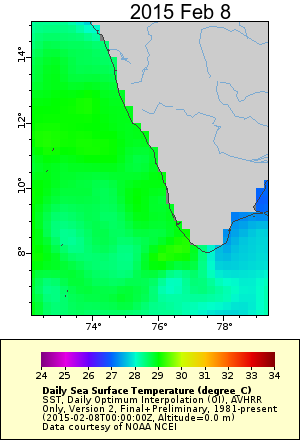 2015 Feb 8
14°
12°
10°
8°
74° 76° 78°
24 25 26 27 28 29 30 31 32 33 34
Daily Sea Surface Temperature (degree_C)
SST, Daily Optimum Interpolation (OI), AVHRR
Only, Version 2, Final+Preliminary, 1981-present
(2015-02-08T00:00:00Z, Altitude=0.0 m)
Data courtesy of NOAA NCEI